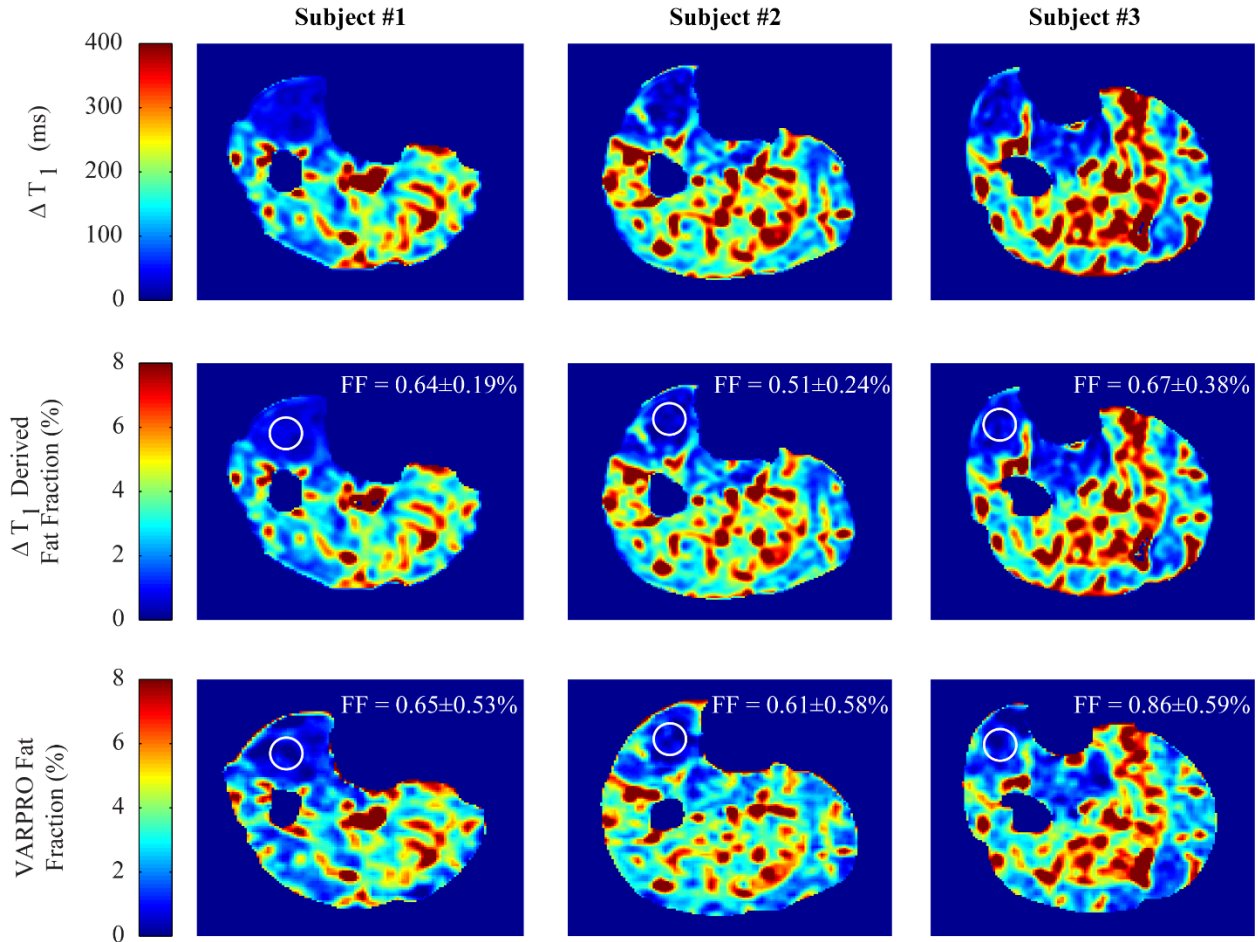 Subject #1
Subject #2
Subject #3
400
300
200
100
0
Δ T1 (ms)
8
6
4
2
0
Δ T1 Derived
Fat Fraction (%)
FF = 0.64±0.19%
FF = 0.51±0.24%
FF = 0.67±0.38%
8
6
4
2
0
VARPRO Fat
Fraction (%)
FF = 0.65±0.53%
FF = 0.61±0.58%
FF = 0.86±0.59%